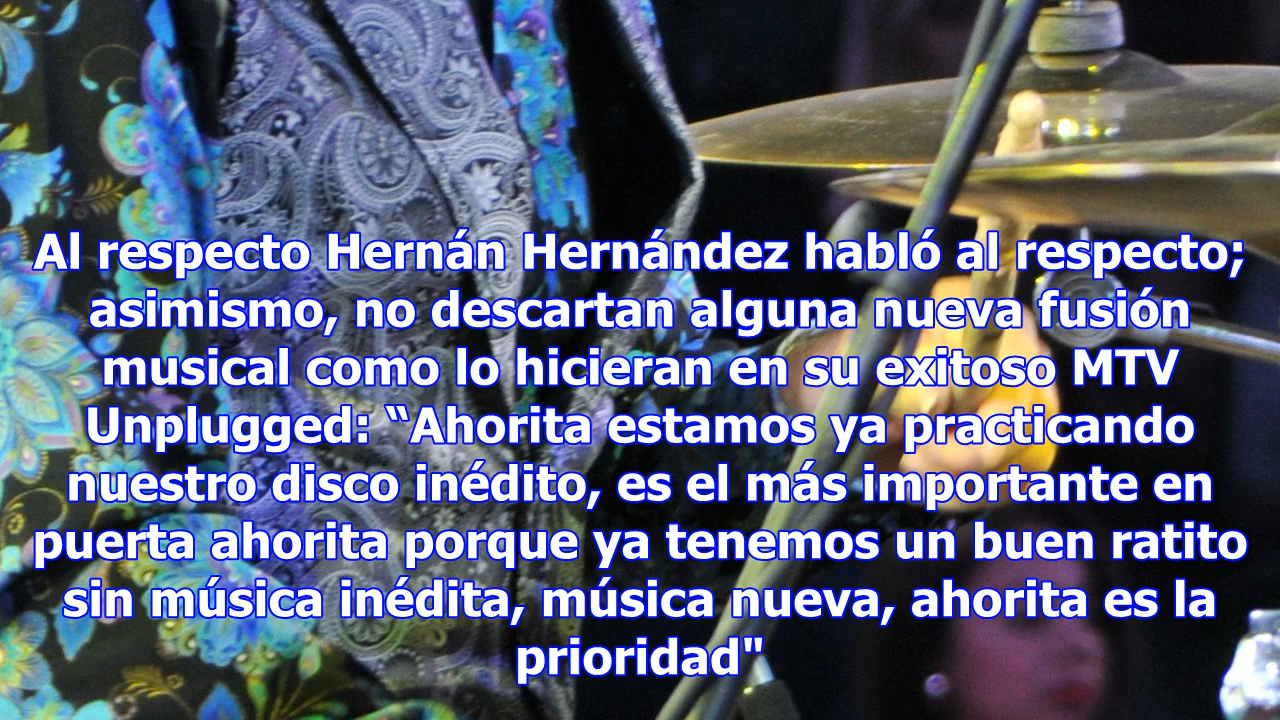 Al respecto Hernán Hernández habló al respecto;
asimismo, no descartan alguna nueva fusión
musical como lo hicieran en su exitoso MTV
Unplugged: “Ahorita estamos ya practicando
nuestro disco inédito, es el más importante en
puerta ahorita porque ya tenemos un buen ratito
sin música inédita, música nueva, ahorita es la
prioridad"